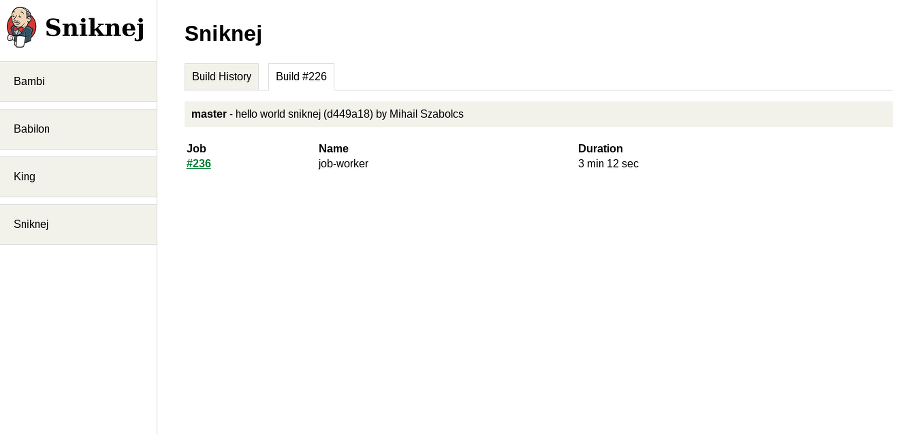 Sniknej
Bambi
Babilon
King
Sniknej
Sniknej
Build History
Build #226
master - hello world sniknej (d449a18) by Mihail Szabolcs
Job Name Duration
#236 job-worker 3 min 12 sec